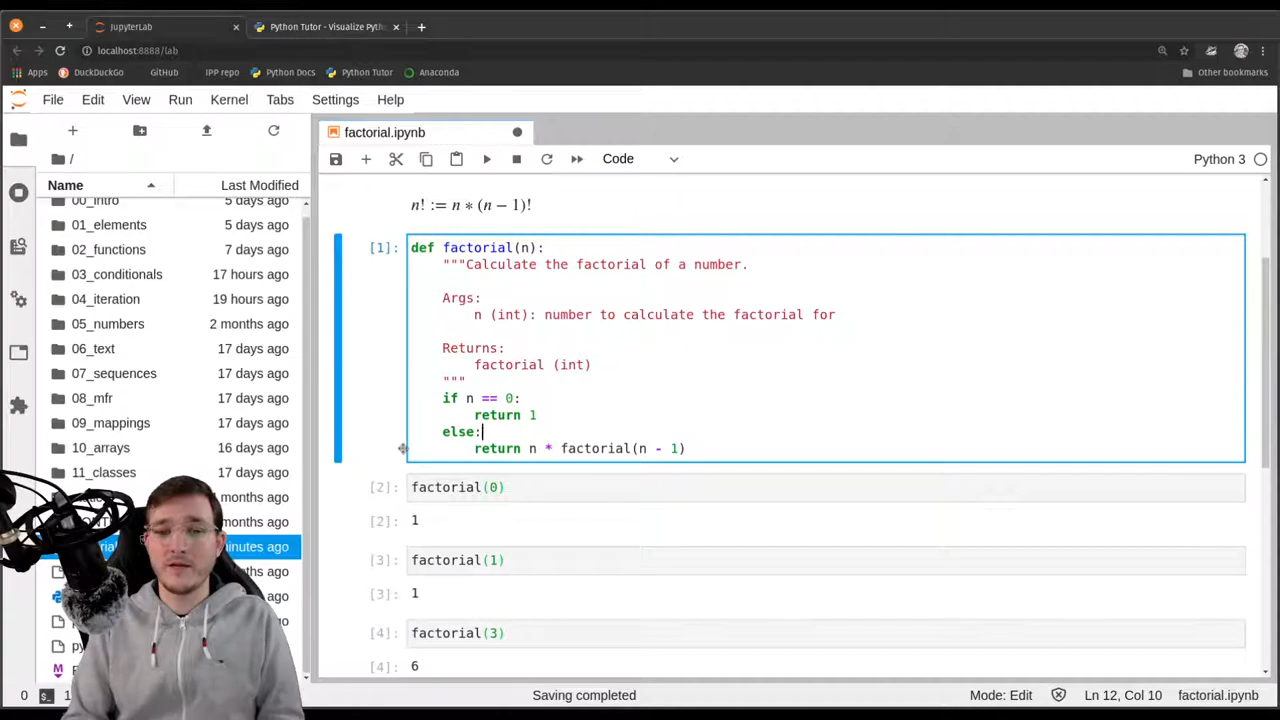 JupyterLab
Python Tutor - Visualize Pyth
localhost:8888/lab
Apps DuckDuckGo GitHub IPP repo Python Docs Python Tutor Anaconda Other bookmarks
File Edit View Run Kernel Tabs Settings Help
factorial.ipynb
/
Code
Python 3
Name Last Modified
00_intro 5 days ago
01_elements 5 days ago
02_functions 7 days ago
03_conditionals 17 hours ago
04_iteration 19 hours ago
05_numbers 2 months ago
06_text 17 days ago
07_sequences 17 days ago
08_mfr 17 days ago
09_mappings 17 days ago
10_arrays 16 days ago
11_classes 17 days ago
months ago
months ago
inutes ago
ths ago
ago
ago
ago
ago
n! := n ∗ (n − 1)!
[1]: def factorial(n):
"""Calculate the factorial of a number.
Args:
n (int): number to calculate the factorial for
Returns:
factorial (int)
"""
if n == 0:
return 1
else:
return n * factorial(n - 1)
[2]: factorial(0)
[2]: 1
[3]: factorial(1)
[3]: 1
[4]: factorial(3)
[4]: 6
0 $_ 1 Saving completed Mode: Edit Ln 12, Col 10 factorial.ipynb